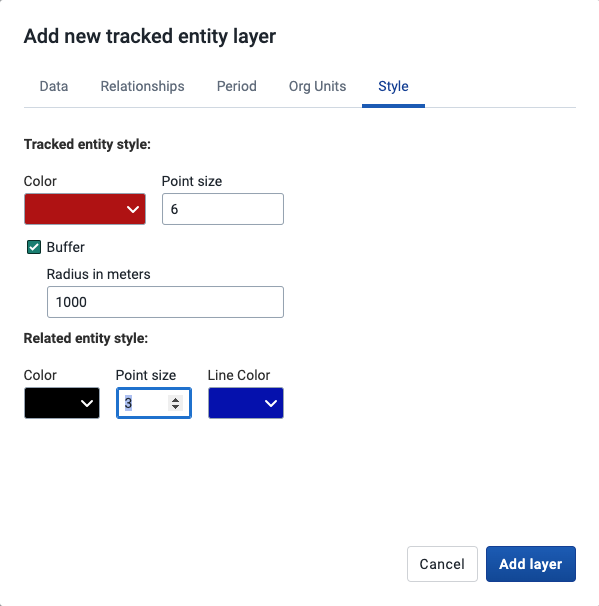 Add new tracked entity layer
Data Relationships Period Org Units Style
Tracked entity style:
Color Point size
6
Buffer
Radius in meters
1000
Related entity style:
Color Point size Line Color
3
Cancel Add layer